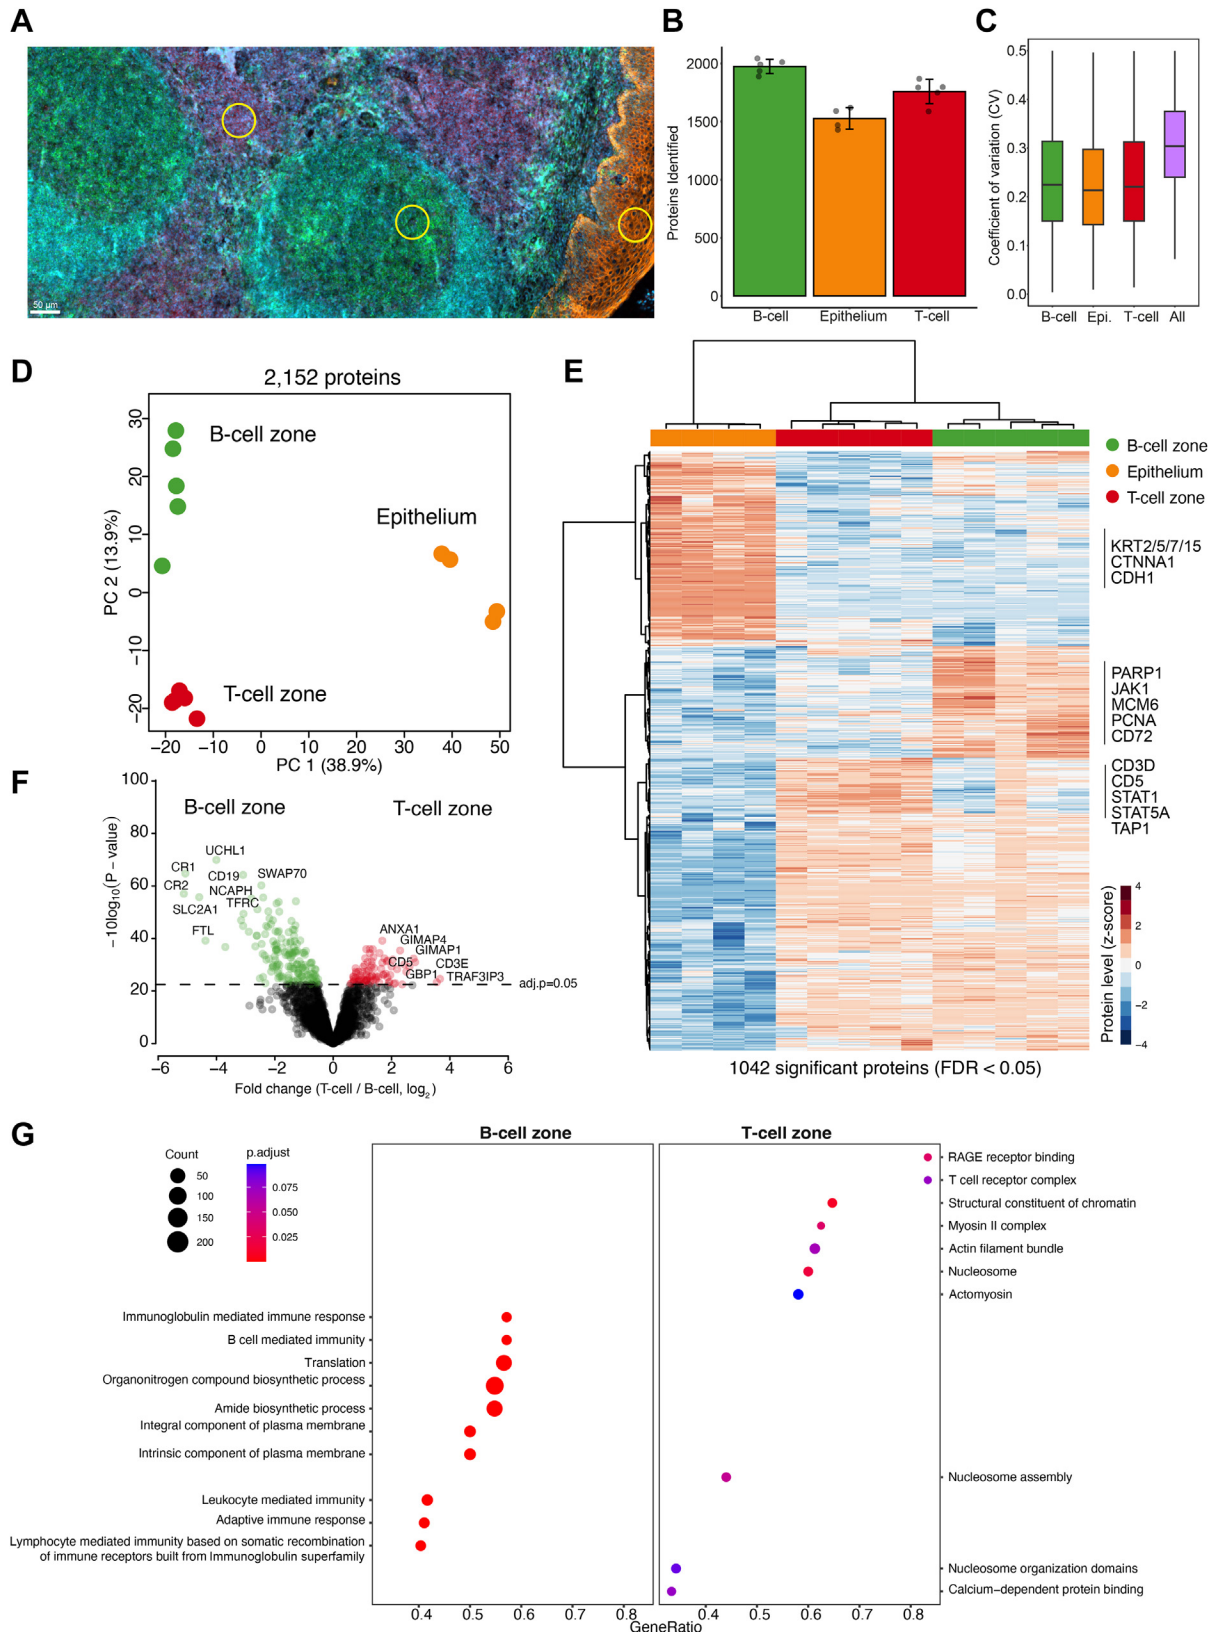 A
50 µm
B
Proteins Identified
2000
1500
1000
500
0
B-cell
Epithelium
T-cell
C
Coefficient of variation (CV)
0.5
0.4
0.3
0.2
0.1
0.0
B-cell
Epi.
T-cell
All
D
2,152 proteins
B-cell zone
Epithelium
T-cell zone
PC 2 (13.9%)
30
20
10
0
−10
−20
−20
−10
0
10
20
30
40
50
PC 1 (38.9%)
E
B-cell zone
Epithelium
T-cell zone
KRT2/5/7/15
CTNNA1
CDH1
PARP1
JAK1
MCM6
PCNA
CD72
CD3D
CD5
STAT1
STAT5A
TAP1
Protein level (z-score)
4
2
0
−2
−4
1042 significant proteins (FDR < 0.05)
F
B-cell zone
T-cell zone
−10log10(P − value)
100
80
60
40
20
0
UCHL1
CR1
CD19
SWAP70
CR2
NCAPH
TFRC
SLC2A1
FTL
ANXA1
GIMAP4
GIMAP1
CD5
CD3E
GBP1
TRAF3IP3
adj.p=0.05
−6
−4
−2
0
2
4
6
Fold change (T-cell / B-cell, log2)
G
Count
50
100
150
200
p.adjust
0.075
0.050
0.025
B-cell zone
T-cell zone
Immunoglobulin mediated immune response
B cell mediated immunity
Translation
Organonitrogen compound biosynthetic process
Amide biosynthetic process
Integral component of plasma membrane
Intrinsic component of plasma membrane
Leukocyte mediated immunity
Adaptive immune response
Lymphocyte mediated immunity based on somatic recombination
of immune receptors built from Immunoglobulin superfamily
RAGE receptor binding
T cell receptor complex
Structural constituent of chromatin
Myosin II complex
Actin filament bundle
Nucleosome
Actomyosin
Nucleosome assembly
Nucleosome organization domains
Calcium−dependent protein binding
0.4
0.5
0.6
0.7
0.8
0.4
0.5
0.6
0.7
0.8
GeneRatio